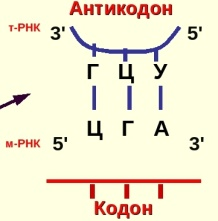 Антикодон
т-РНК 3' 5'
Г Ц У
Ц Г А
м-РНК 5' 3'
Кодон